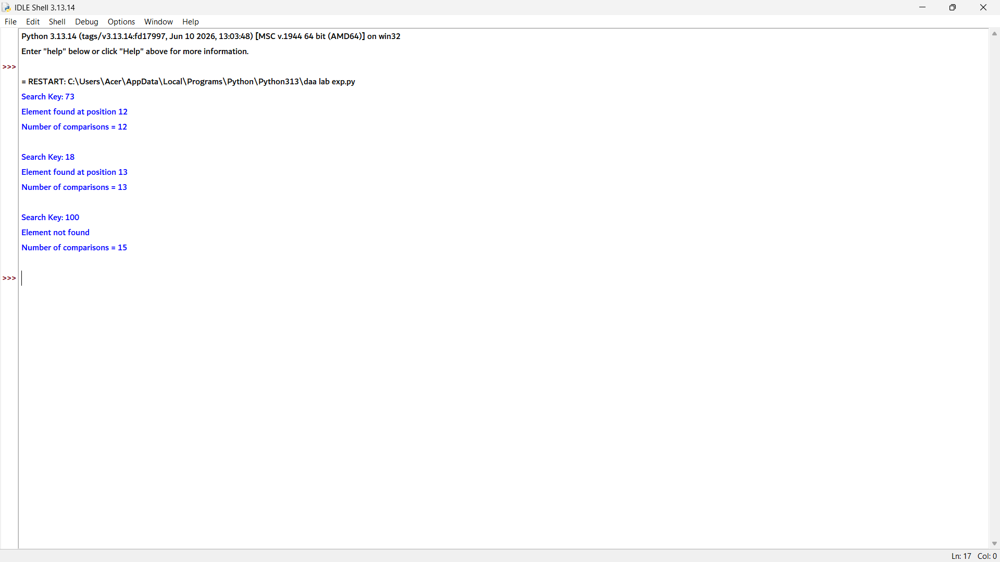 IDLE Shell 3.13.14
File Edit Shell Debug Options Window Help
Python 3.13.14 (tags/v3.13.14:fd17997, Jun 10 2026, 13:03:48) [MSC v.1944 64 bit (AMD64)] on win32
Enter "help" below or click "Help" above for more information.
>>>
= RESTART: C:\Users\Acer\AppData\Local\Programs\Python\Python313\daa lab exp.py
Search Key: 73
Element found at position 12
Number of comparisons = 12
Search Key: 18
Element found at position 13
Number of comparisons = 13
Search Key: 100
Element not found
Number of comparisons = 15
>>>
Ln: 17 Col: 0